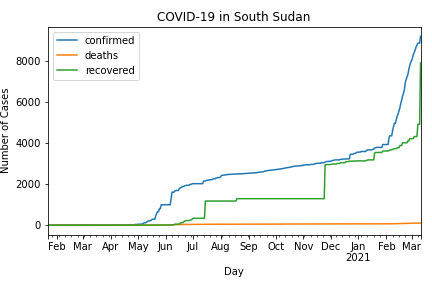 COVID-19 in South Sudan
confirmed
deaths
recovered
Number of Cases
8000
6000
4000
2000
0
Feb Mar Apr May Jun Jul Aug Sep Oct Nov Dec Jan Feb Mar
2021
Day